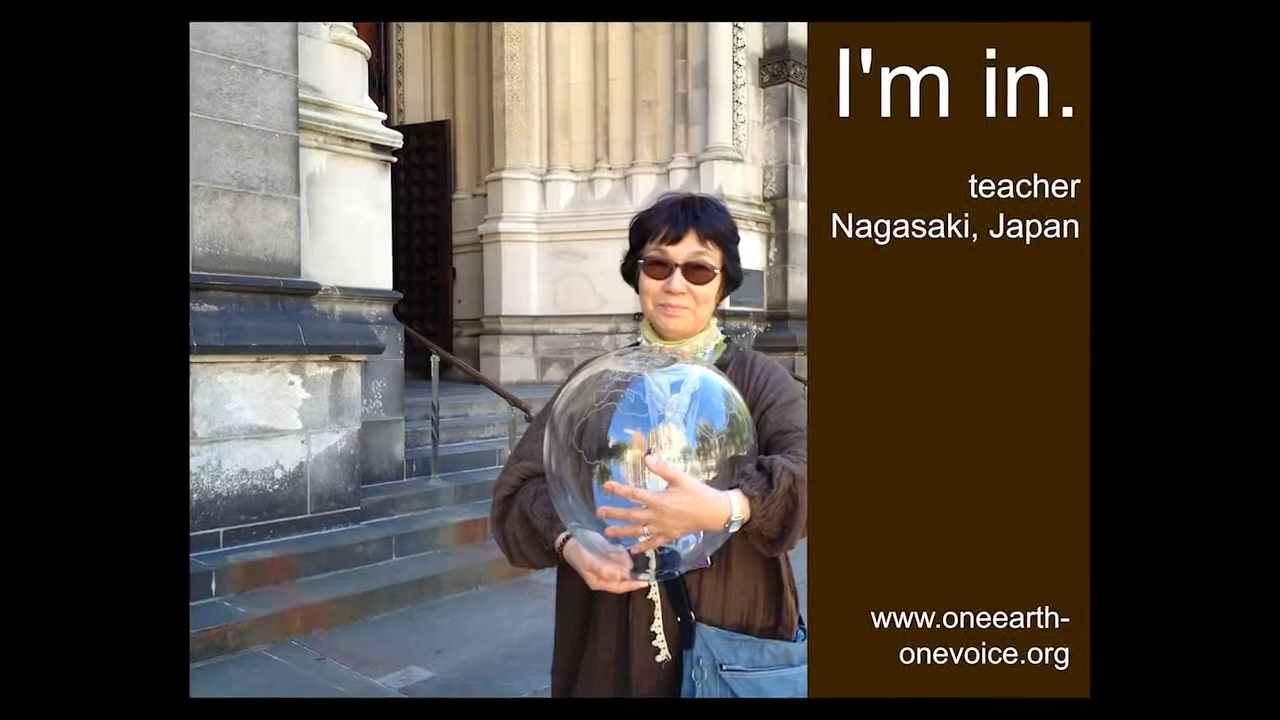 I'm in.
teacher
Nagasaki, Japan
www.oneearth-
onevoice.org